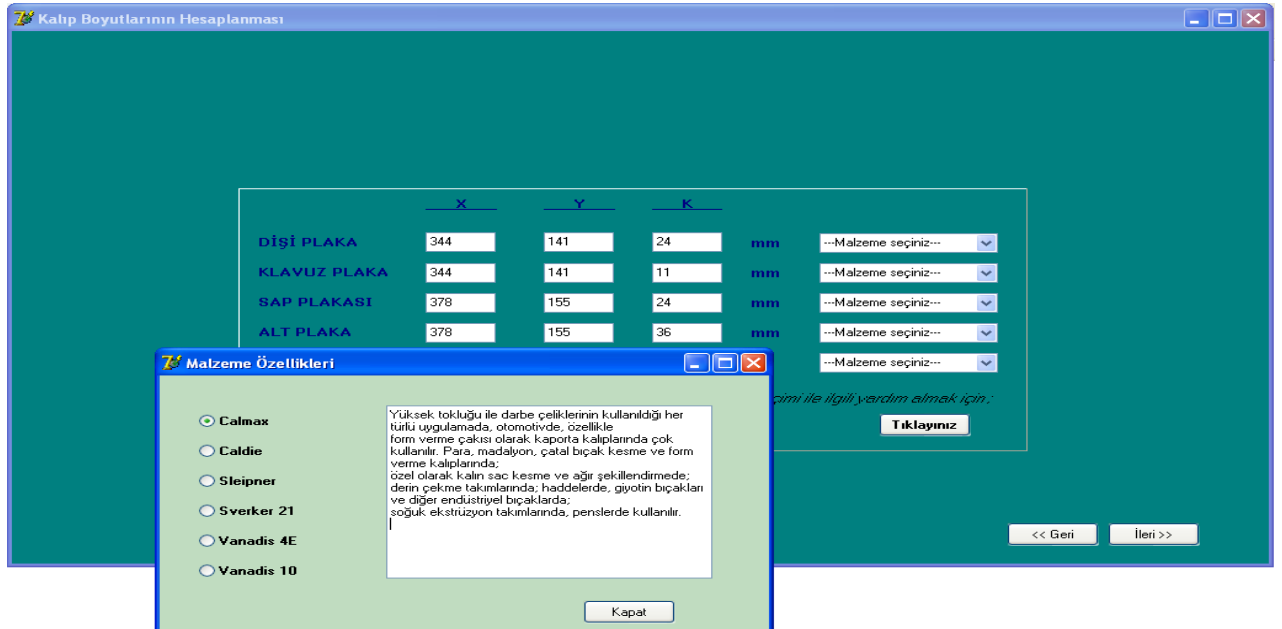 Kalıp Boyutlarının Hesaplanması
X Y K
DİŞİ PLAKA 344 141 24 mm ---Malzeme seçiniz---
KLAVUZ PLAKA 344 141 11 mm ---Malzeme seçiniz---
SAP PLAKASI 378 155 24 mm ---Malzeme seçiniz---
ALT PLAKA 378 155 36 mm ---Malzeme seçiniz---
---Malzeme seçiniz---
ile ilgili yardım almak için ;
Tıklayınız
<< Geri İleri >>
Malzeme Özellikleri
Calmax
Caldie
Sleipner
Sverker 21
Vanadis 4E
Vanadis 10
Yüksek tokluğu ile darbe çeliklerinin kullanıldığı her
türlü uygulamada, otomotivde, özellikle
form verme çakısı olarak kaporta kalıplarında çok
kullanılır. Para, madalyon, çatal bıçak kesme ve form
verme kalıplarında;
özel olarak kalın sac kesme ve ağır şekillendirmede;
derin çekme takımlarında; haddelerde, giyotin bıçakları
ve diğer endüstriyel bıçaklarda;
soğuk ekstrüzyon takımlarında, penslerde kullanılır.
Kapat